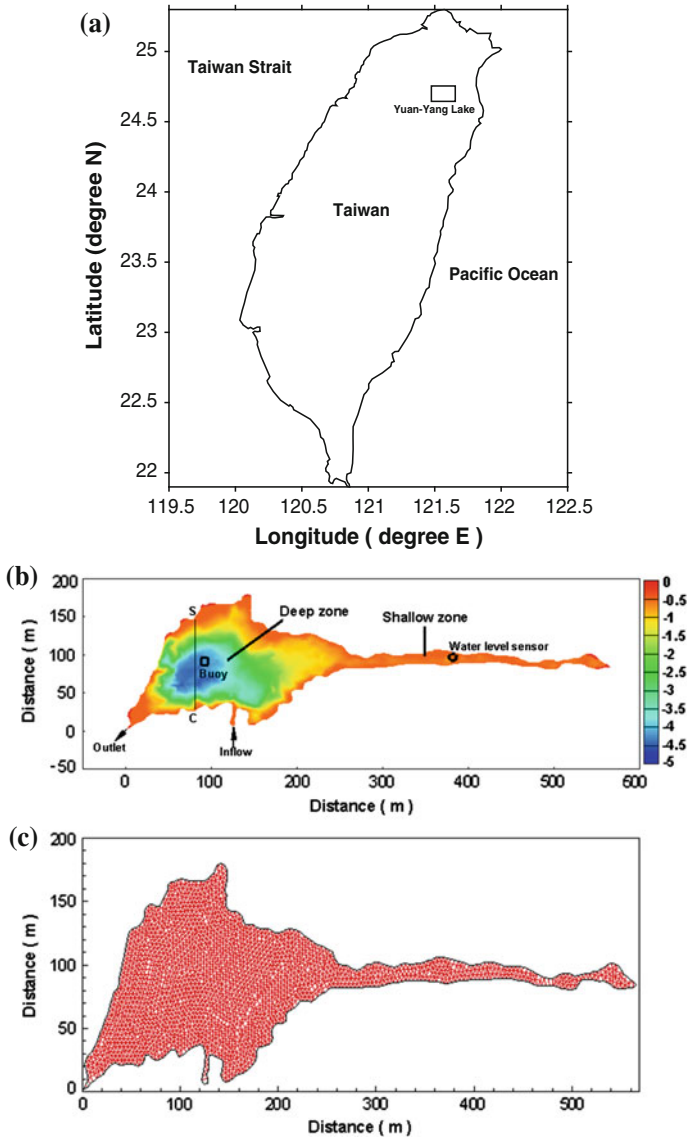 (a)
25
24.5
24
23.5
23
22.5
22
Latitude (degree N)
Taiwan Strait
Yuan-Yang Lake
Taiwan
Pacific Ocean
119.5 120 120.5 121 121.5 122 122.5
Longitude ( degree E )
(b)
200
150
100
50
0
-50
Distance ( m )
S
Deep zone
Shallow zone
Water level sensor
Buoy
C
Outlet
Inflow
0
-0.5
-1
-1.5
-2
-2.5
-3
-3.5
-4
-4.5
-5
0 100 200 300 400 500 600
Distance ( m )
(c)
200
150
100
50
0
Distance ( m )
0 100 200 300 400 500
Distance ( m )